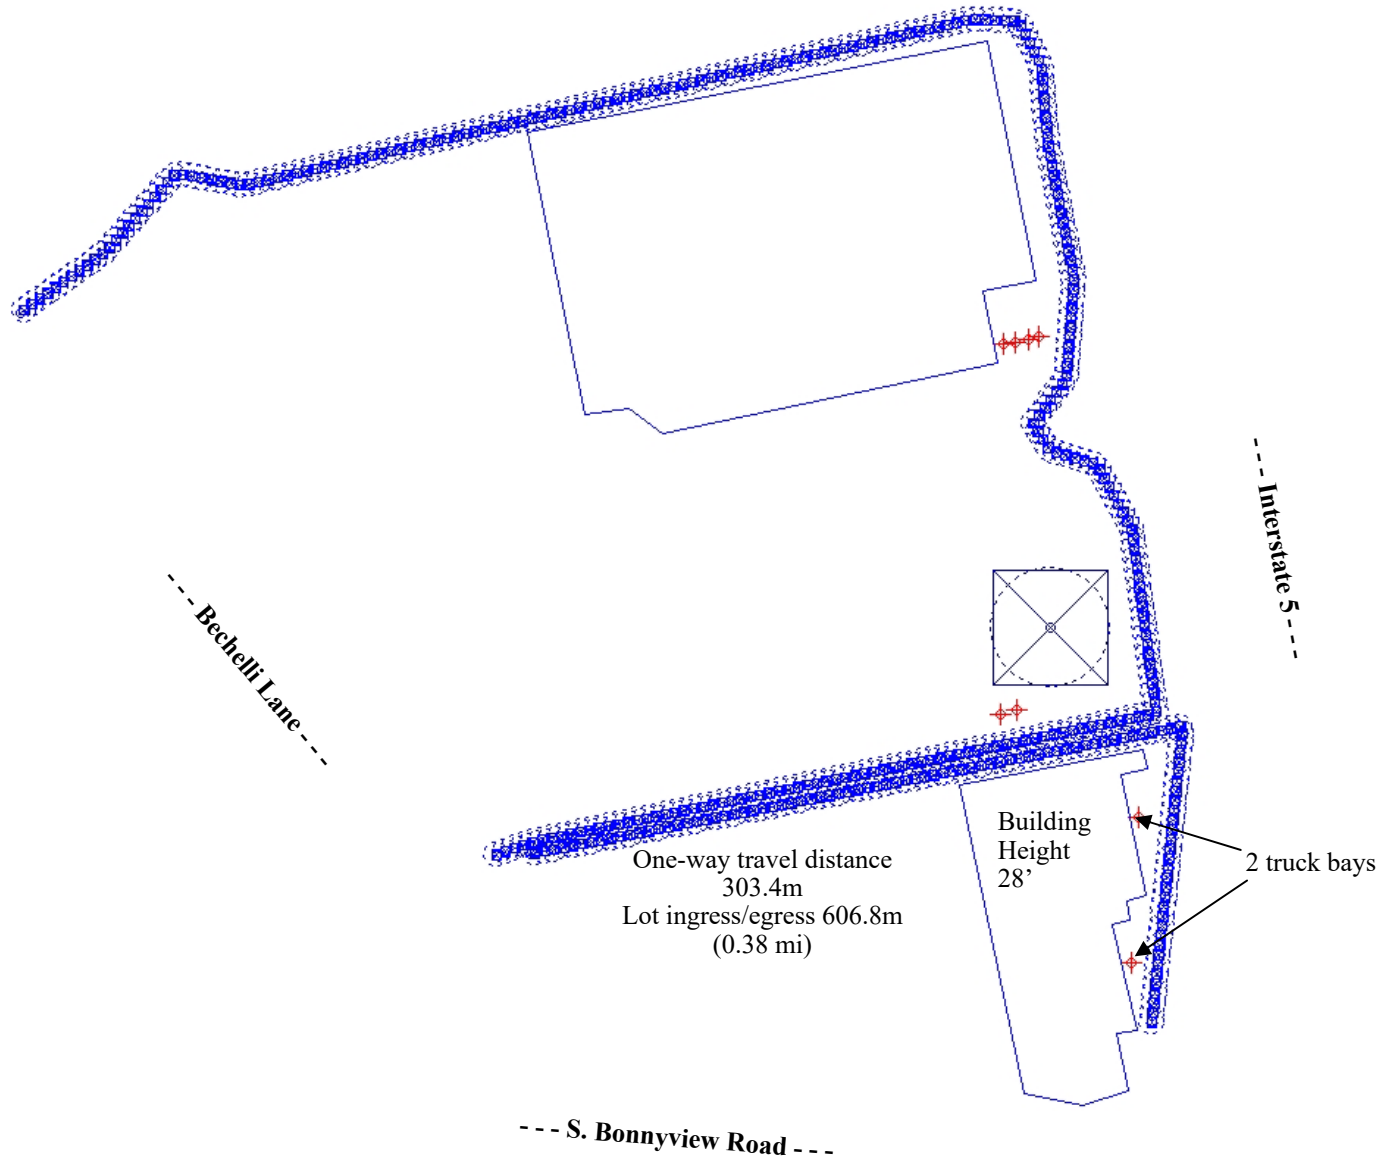 - - - Interstate 5 - - -
- - - Bechelli Lane - - -
Building
Height
28’
One-way travel distance
303.4m
Lot ingress/egress 606.8m
(0.38 mi)
2 truck bays
- - - S. Bonnyview Road - - -